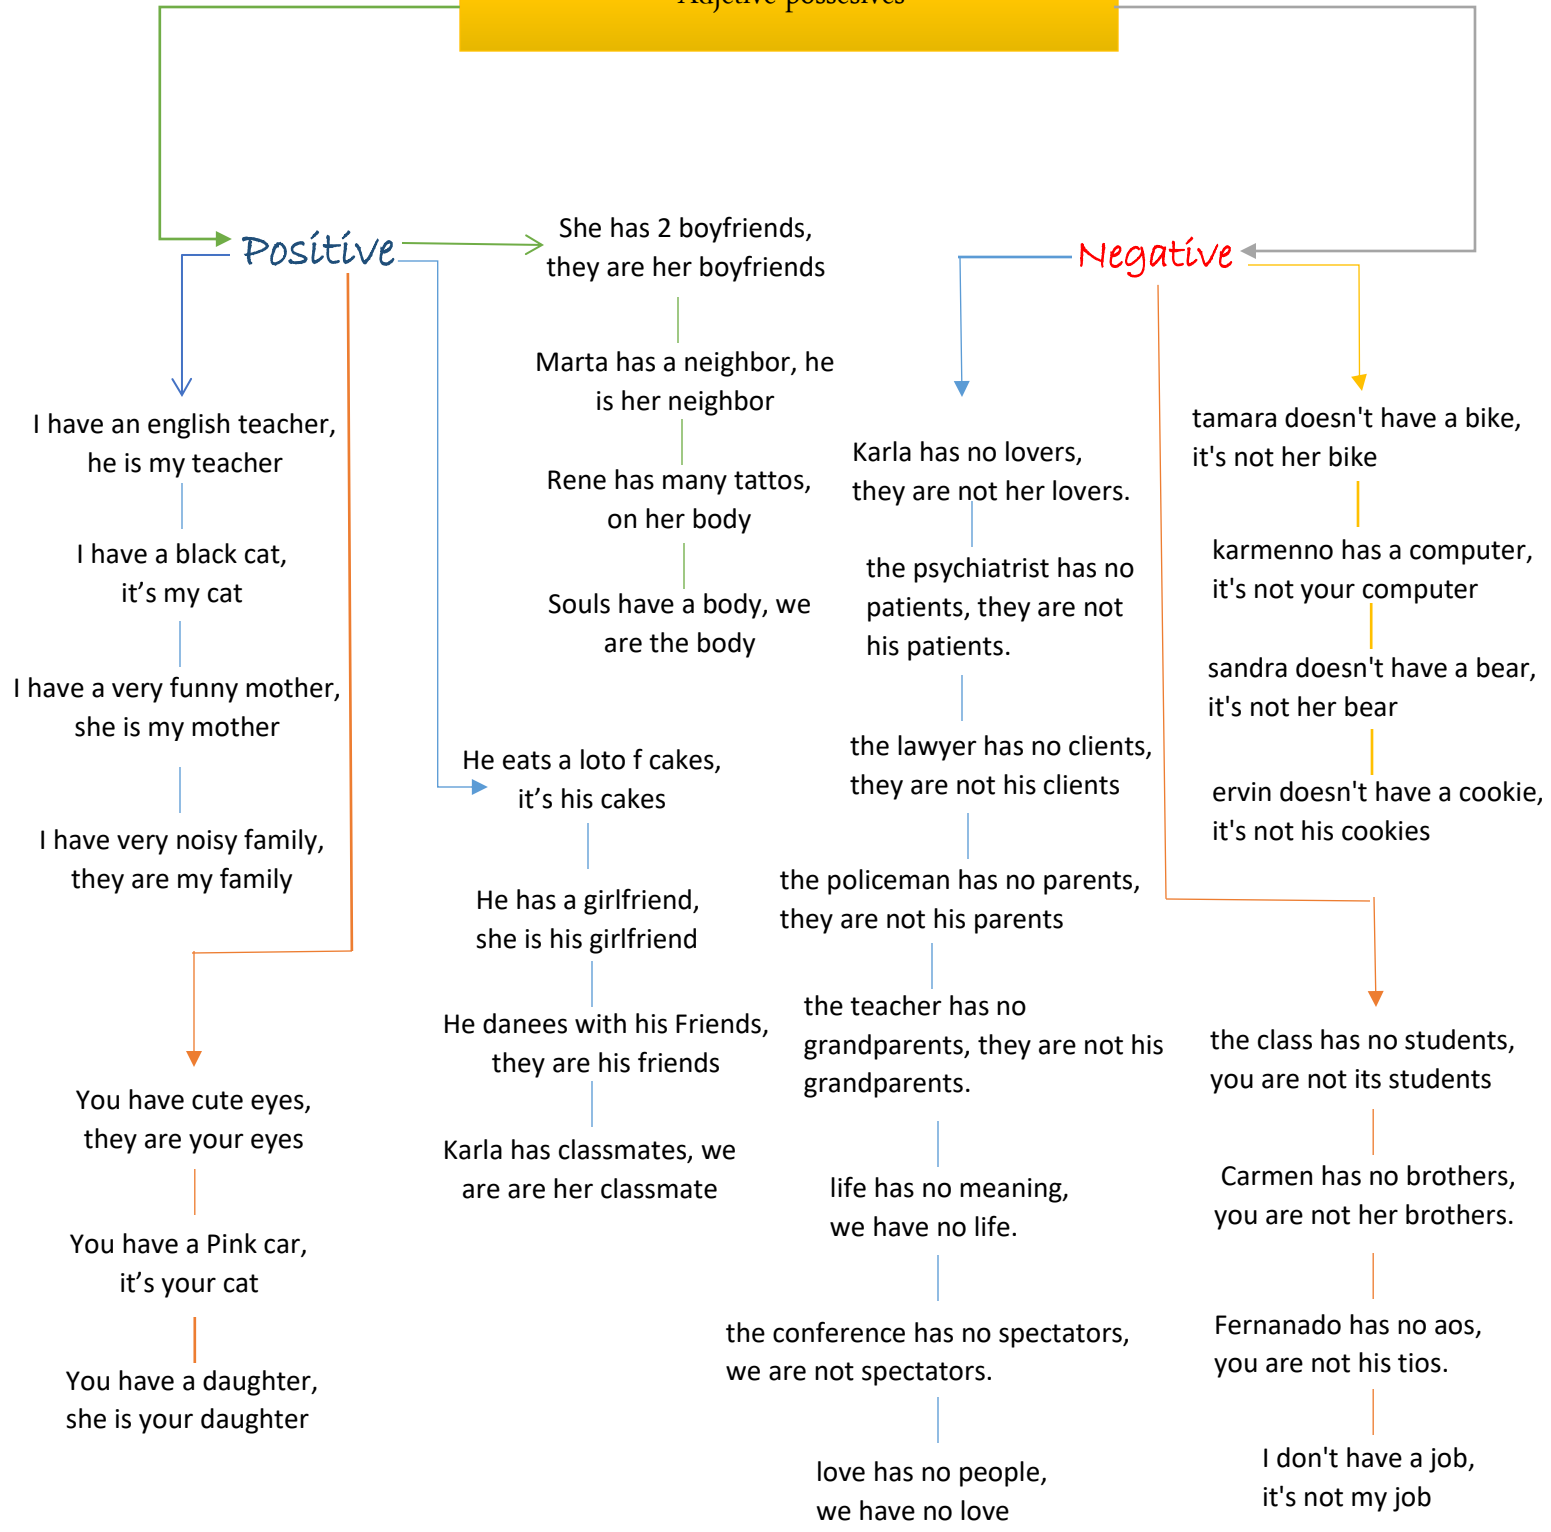 Adjetive possesives
Positive
I have an english teacher,
he is my teacher
I have a black cat,
it's my cat
I have a very funny mother,
she is my mother
I have very noisy family,
they are my family
You have cute eyes,
they are your eyes
You have a Pink car,
it's your cat
You have a daughter,
she is your daughter
She has 2 boyfriends,
they are her boyfriends
Marta has a neighbor, he
is her neighbor
Rene has many tattos,
on her body
Souls have a body, we
are the body
He eats a loto f cakes,
it's his cakes
He has a girlfriend,
she is his girlfriend
He danees with his Friends,
they are his friends
Karla has classmates, we
are are her classmate
Negative
Karla has no lovers,
they are not her lovers.
the psychiatrist has no
patients, they are not
his patients.
the lawyer has no clients,
they are not his clients
the policeman has no parents,
they are not his parents
the teacher has no
grandparents, they are not his
grandparents.
life has no meaning,
we have no life.
the conference has no spectators,
we are not spectators.
love has no people,
we have no love
tamara doesn't have a bike,
it's not her bike
karmenno has a computer,
it's not your computer
sandra doesn't have a bear,
it's not her bear
ervin doesn't have a cookie,
it's not his cookies
the class has no students,
you are not its students
Carmen has no brothers,
you are not her brothers.
Fernanado has no aos,
you are not his tios.
I don't have a job,
it's not my job